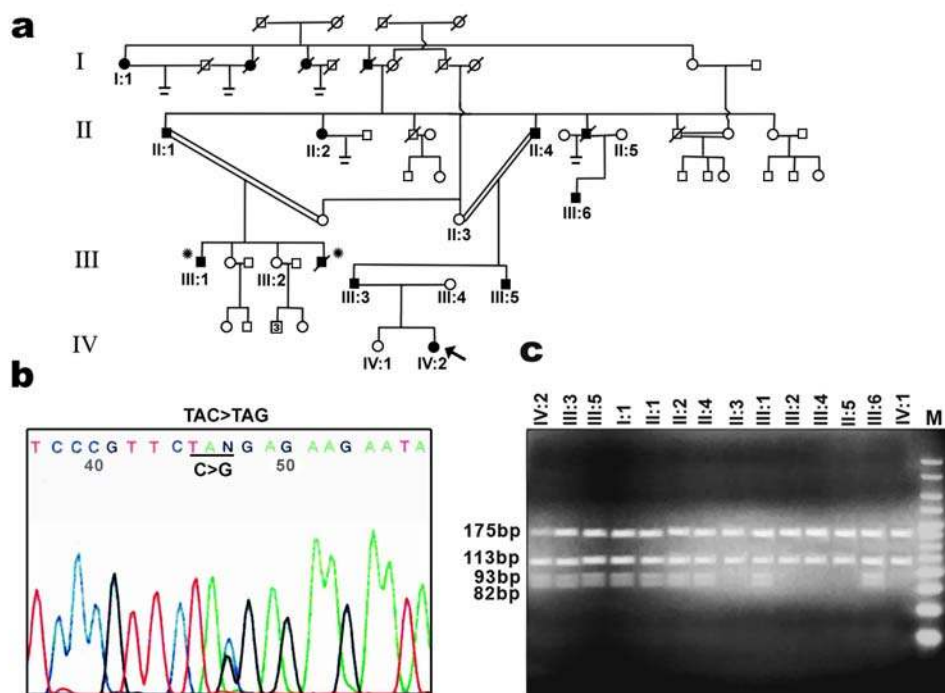 a
I
I:1
II
II:1 II:2 II:4 II:5
III:6
II:3
III
* *
III:1 III:2 III:3 III:4 III:5
3
IV
IV:1 IV:2
b
TAC>TAG
T C C C G T T C T A N G A G A A G A A T A
40 50
C>G
c
IV:2 III:3 III:5 I:1 II:1 II:2 II:4 II:3 III:1 III:2 III:4 II:5 III:6 IV:1 M
175bp
113bp
93bp
82bp